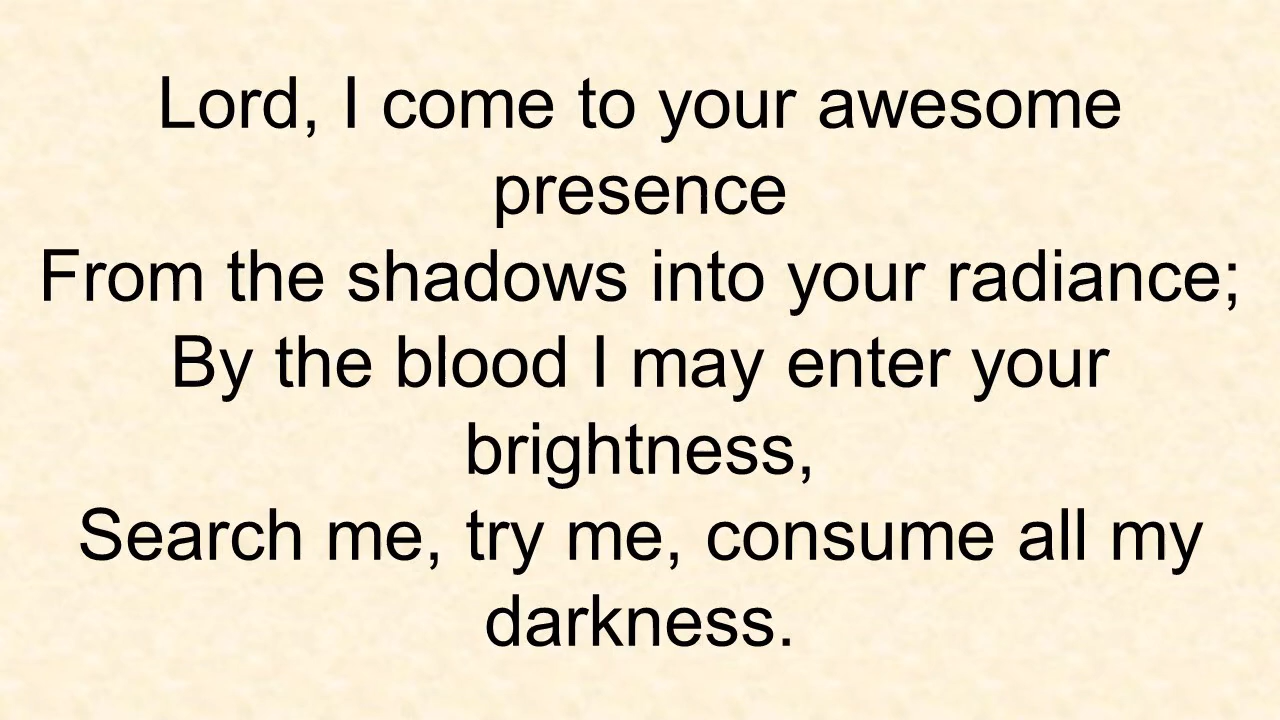 Lord, I come to your awesome
presence
From the shadows into your radiance;
By the blood I may enter your
brightness,
Search me, try me, consume all my
darkness.